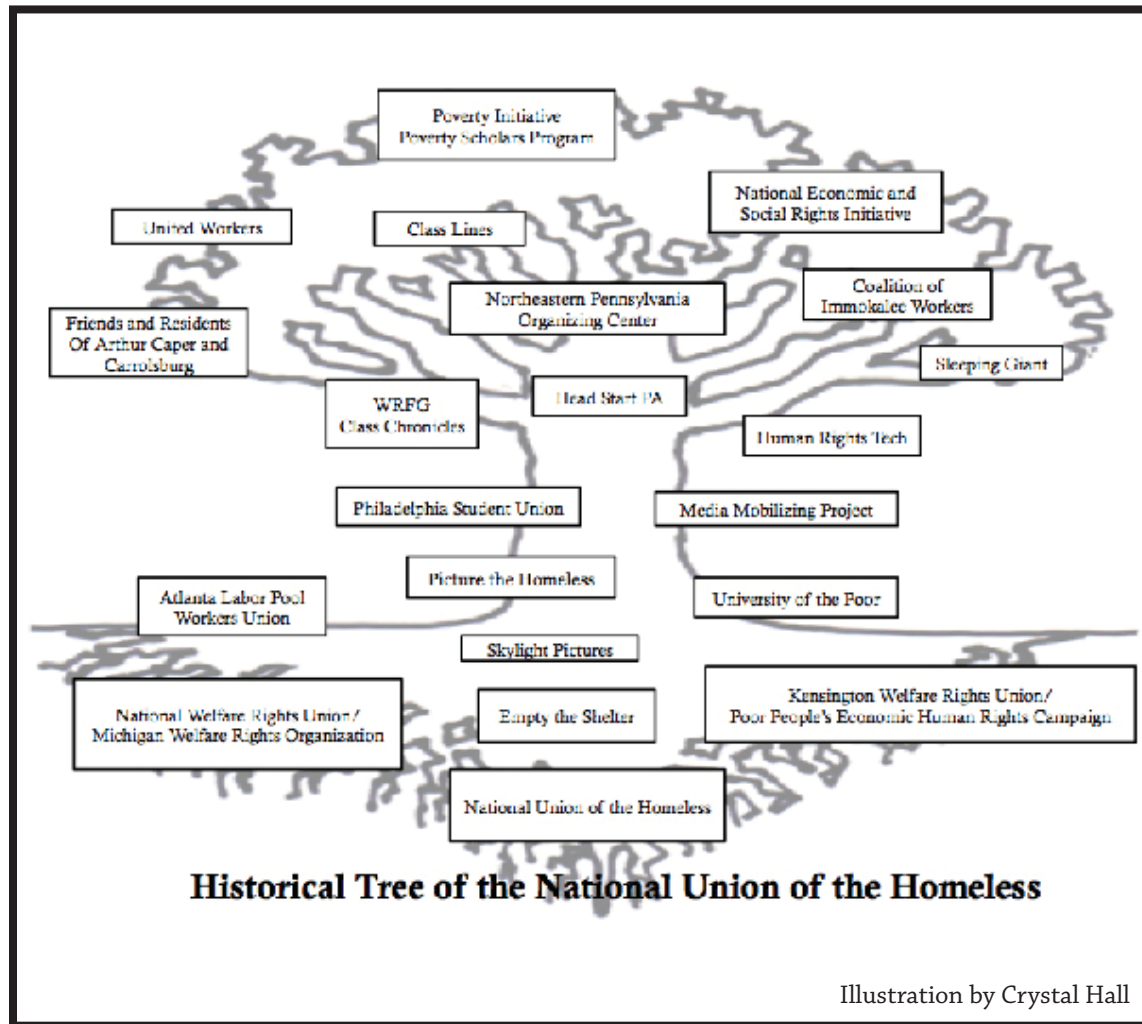 Poverty Initiative
Poverty Scholars Program
National Economic and
Social Rights Initiative
United Workers
Class Lines
Northeastern Pennsylvania
Organizing Center
Coalition of
Immokalee Workers
Friends and Residents
Of Arthur Caper and
Carrolsburg
Sleeping Giant
WRFG
Class Chronicles
Head Start PA
Human Rights Tech
Philadelphia Student Union
Media Mobilizing Project
Picture the Homeless
Atlanta Labor Pool
Workers Union
University of the Poor
Skylight Pictures
National Welfare Rights Union/
Michigan Welfare Rights Organization
Empty the Shelter
Kensington Welfare Rights Union/
Poor People's Economic Human Rights Campaign
National Union of the Homeless
Historical Tree of the National Union of the Homeless
Illustration by Crystal Hall